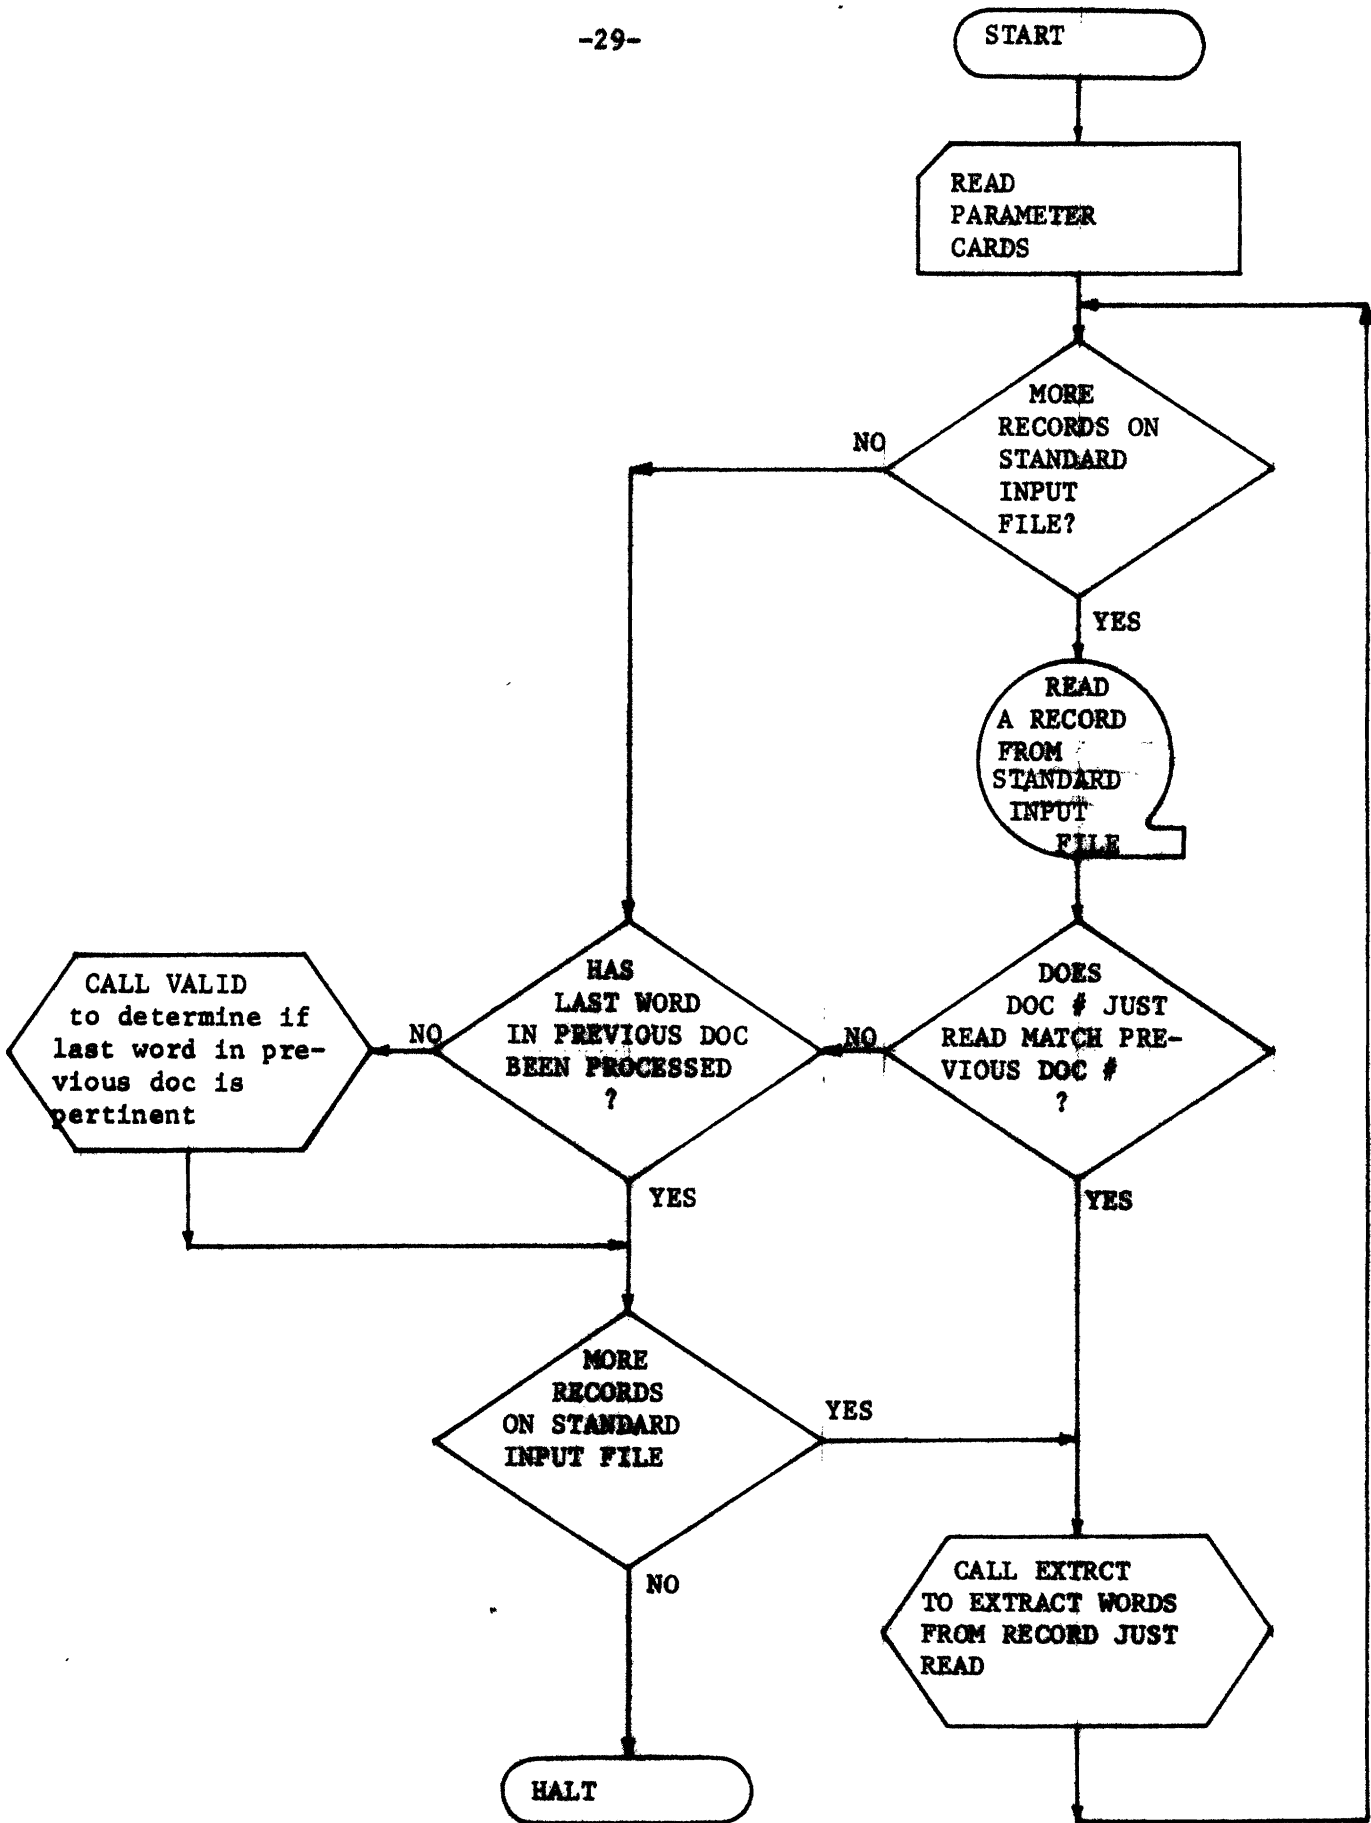 -29-
START
READ
PARAMETER
CARDS
MORE
RECORDS ON
STANDARD
INPUT
FILE?
NO
YES
READ
A RECORD
FROM
STANDARD
INPUT
FILE
DOES
DOC # JUST
READ MATCH PRE-
VIOUS DOC #
?
NO
YES
HAS
LAST WORD
IN PREVIOUS DOC
BEEN PROCESSED
?
NO
YES
CALL VALID
to determine if
last word in pre-
vious doc is
pertinent
MORE
RECORDS
ON STANDARD
INPUT FILE
YES
NO
CALL EXTRCT
TO EXTRACT WORDS
FROM RECORD JUST
READ
HALT